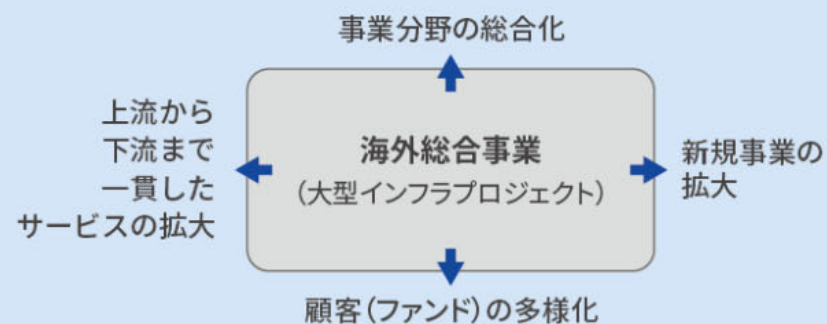 事業分野の総合化
上流から
下流まで
一貫した
サービスの拡大
海外総合事業
（大型インフラプロジェクト）
新規事業の
拡大
顧客（ファンド）の多様化